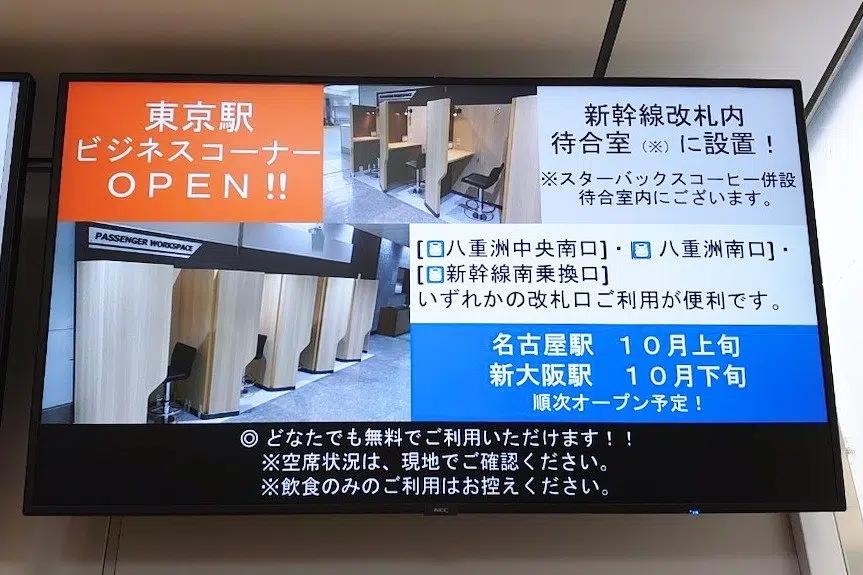 東京駅
ビジネスコーナー
OPEN!!
新幹線改札内
待合室(※)に設置！
※スターバックスコーヒー併設
待合室内にございます。
PASSENGER WORKSPACE
[八重洲中央南口]・八重洲南口]・
[新幹線南乗換口]
いずれかの改札口ご利用が便利です。
名古屋駅　10月上旬
新大阪駅　10月下旬
順次オープン予定！
◎どなたでも無料でご利用いただけます！！
※空席状況は、現地でご確認ください。
※飲食のみのご利用はお控えください。
NEC